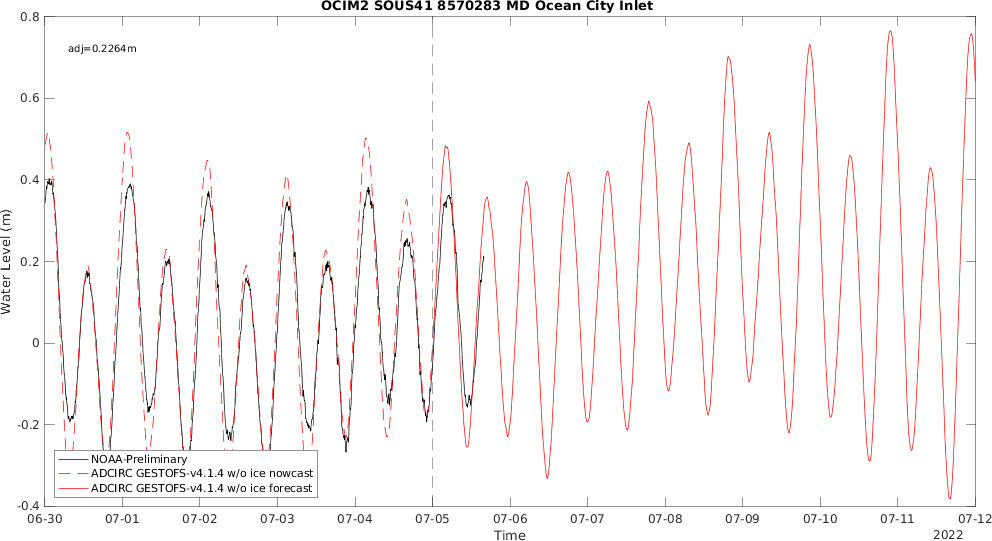 OCIM2 SOUS41 8570283 MD Ocean City Inlet
adj=0.2264m
Water Level (m)
0.8
0.6
0.4
0.2
0
-0.2
-0.4
NOAA-Preliminary
ADCIRC GESTOFS-v4.1.4 w/o ice nowcast
ADCIRC GESTOFS-v4.1.4 w/o ice forecast
06-30 07-01 07-02 07-03 07-04 07-05 07-06 07-07 07-08 07-09 07-10 07-11 07-12
Time
2022